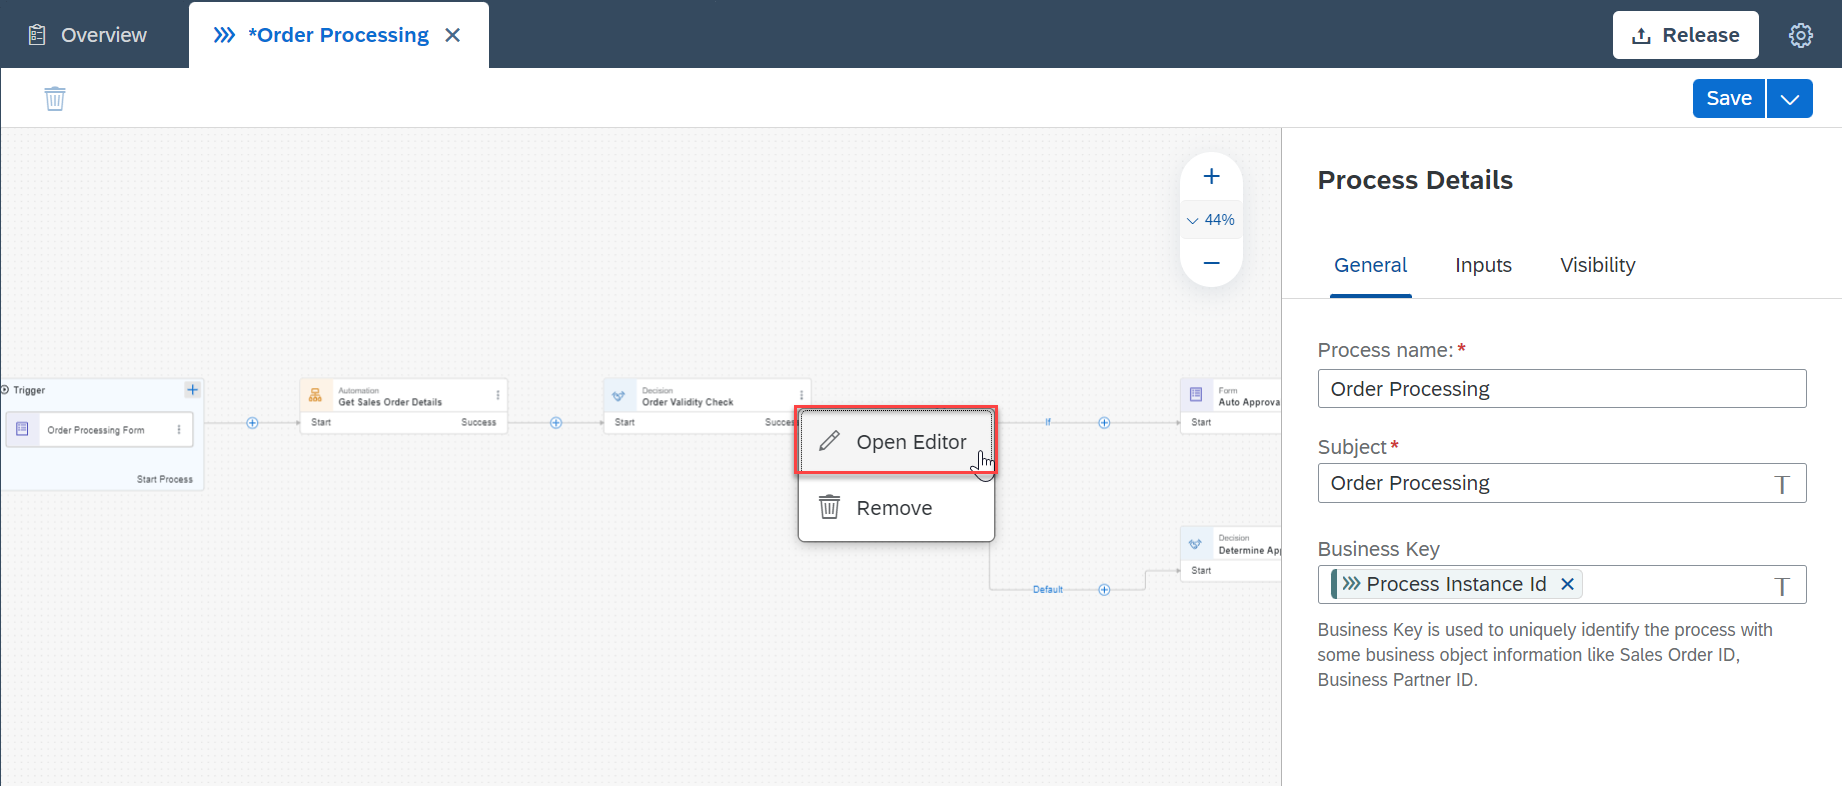 Overview
*Order Processing
Release
Save
44%
Trigger
Order Processing Form
Start Process
Automation
Get Sales Order Details
Start
Success
Decision
Order Validity Check
Start
Succes
Open Editor
Remove
If
Default
Form
Auto Approva
Start
Decision
Determine App
Start
Process Details
General
Inputs
Visibility
Process name:*
Order Processing
Subject*
Order Processing
T
Business Key
Process Instance Id
T
Business Key is used to uniquely identify the process with
some business object information like Sales Order ID,
Business Partner ID.